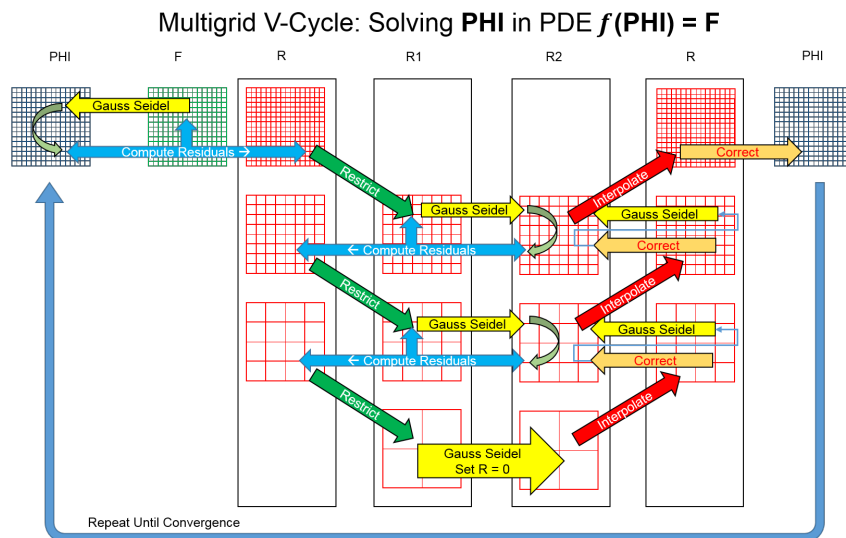 Multigrid V-Cycle: Solving PHI in PDE f(PHI) = F
PHI
F
R
R1
R2
R
PHI
Gauss Seidel
Compute Residuals →
Correct
Restrict
Interpolate
Gauss Seidel
Gauss Seidel
← Compute Residuals
Correct
Restrict
Interpolate
Gauss Seidel
Gauss Seidel
← Compute Residuals
Correct
Restrict
Interpolate
Gauss Seidel
Set R = 0
Repeat Until Convergence